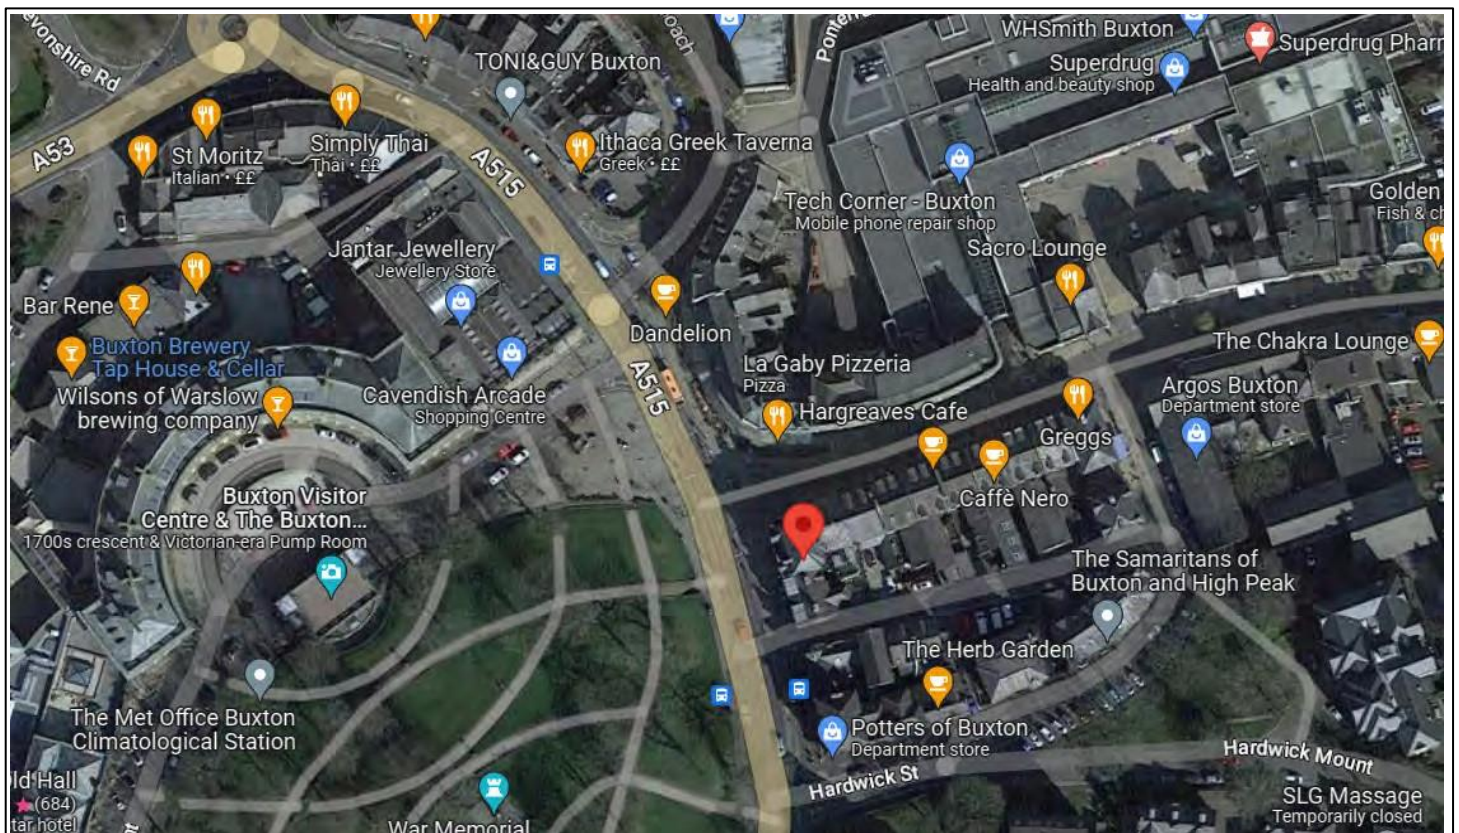 evonshire Rd
A53
St Moritz
Italian • ££
Simply Thai
Thai • ££
TONI&GUY Buxton
A515
Ithaca Greek Taverna
Greek • ££
oach
WHSmith Buxton
Superdrug
Health and beauty shop
Superdrug Pharr
Tech Corner - Buxton
Mobile phone repair shop
Golden
Fish & ch
Sacro Lounge
Jantar Jewellery
Jewellery Store
Bar Rene
Buxton Brewery
Tap House & Cellar
Dandelion
The Chakra Lounge
Wilsons of Warslow
brewing company
Cavendish Arcade
Shopping Centre
A515
La Gaby Pizzeria
Pizza
Hargreaves Cafe
Argos Buxton
Department store
Greggs
Caffè Nero
Buxton Visitor
Centre & The Buxton...
1700s crescent & Victorian-era Pump Room
The Samaritans of
Buxton and High Peak
The Herb Garden
The Met Office Buxton
Climatological Station
Potters of Buxton
Department store
Hardwick St
Hardwick Mount
ld Hall
(684)
tar hotel
War Memorial
SLG Massage
Temporarily closed